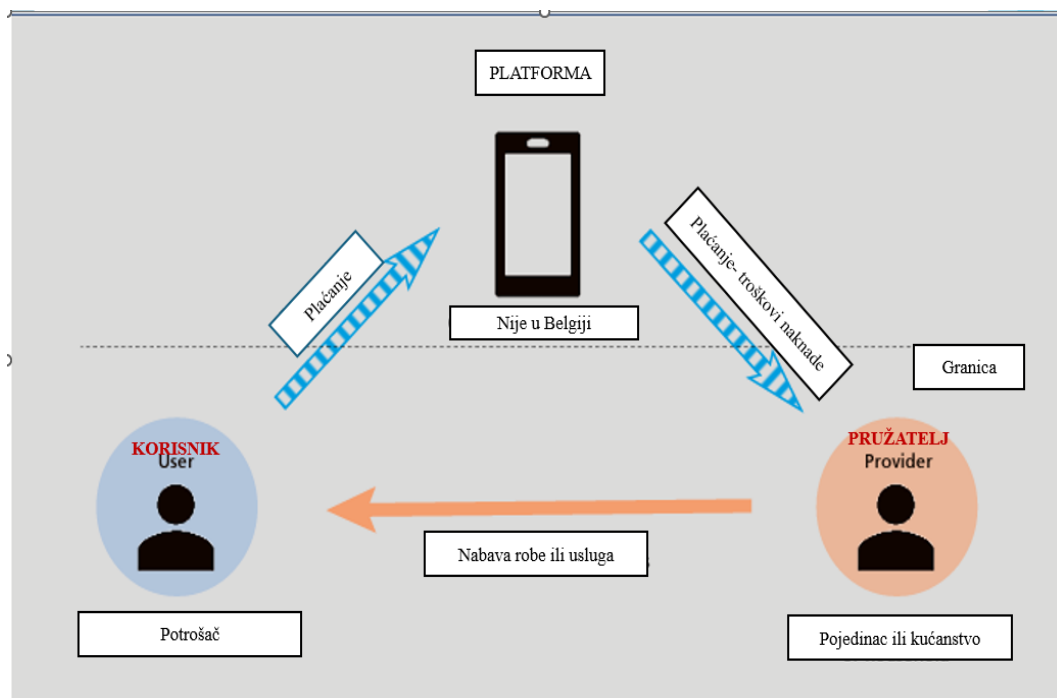 PLATFORMA
Plaćanje
Plaćanje- troškovi naknade
Nije u Belgiji
Granica
KORISNIK
User
PRUŽATELJ
Provider
Nabava robe ili usluga
Potrošač
Pojedinac ili kućanstvo